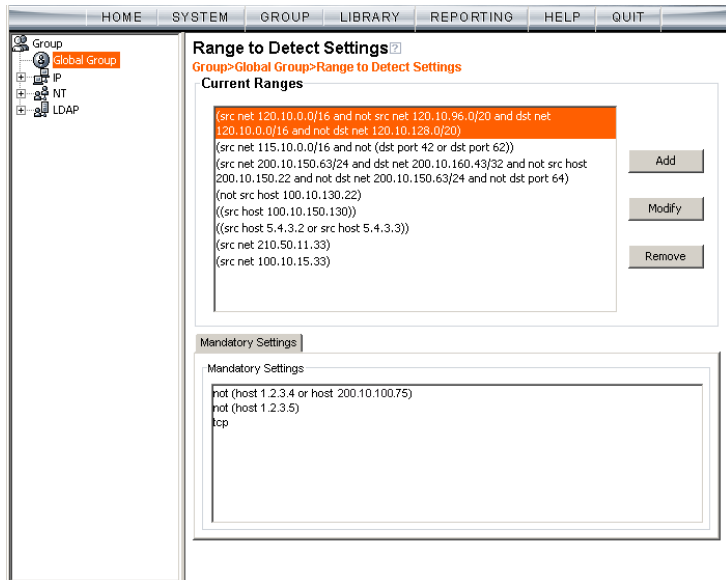 HOME SYSTEM GROUP LIBRARY REPORTING HELP QUIT
Group
Global Group
IP
NT
LDAP
Range to Detect Settings?
Group>Global Group>Range to Detect Settings
Current Ranges
(src net 120.10.0.0/16 and not src net 120.10.96.0/20 and dst net
120.10.0.0/16 and not dst net 120.10.128.0/20)
(src net 115.10.0.0/16 and not (dst port 42 or dst port 62))
(src net 200.10.150.63/24 and dst net 200.10.160.43/32 and not src host
200.10.150.22 and not dst net 200.10.150.63/24 and not dst port 64)
(not src host 100.10.130.22)
((src host 100.10.150.130))
((src host 5.4.3.2 or src host 5.4.3.3))
(src net 210.50.11.33)
(src net 100.10.15.33)
Add
Modify
Remove
Mandatory Settings
Mandatory Settings
not (host 1.2.3.4 or host 200.10.100.75)
not (host 1.2.3.5)
tcp